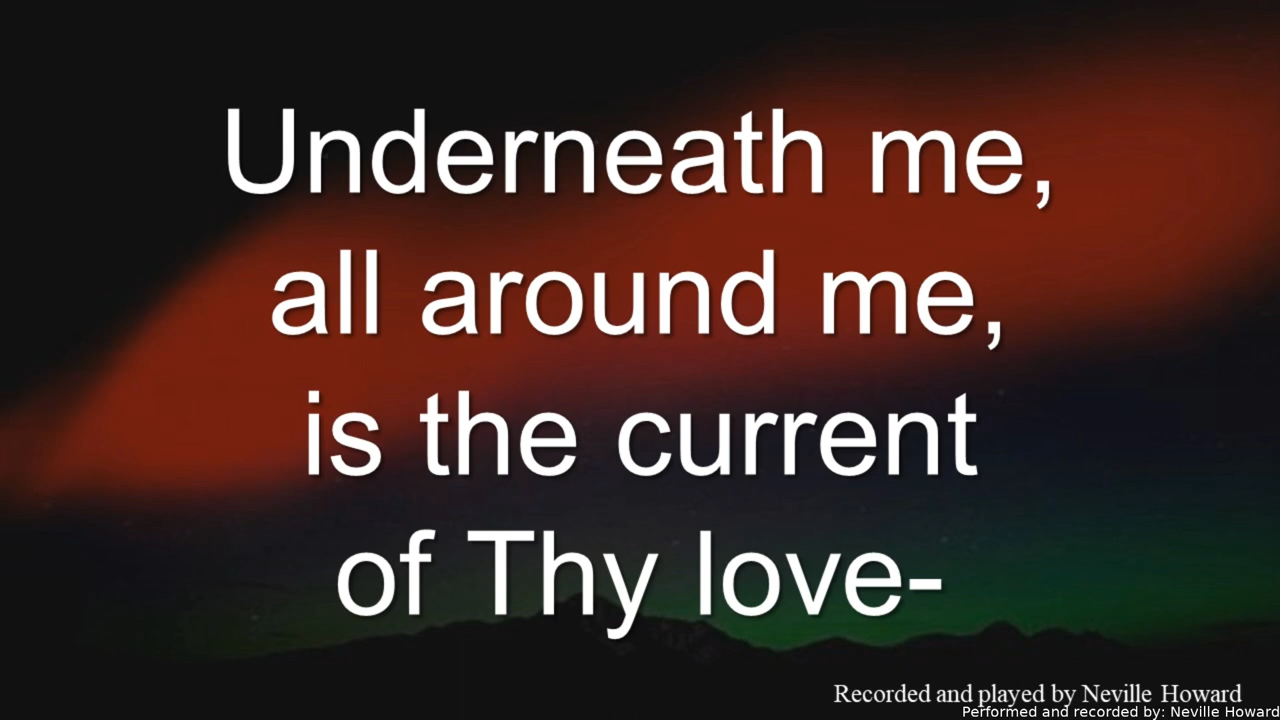 Underneath me,
all around me,
is the current
of Thy love-
Recorded and played by Neville Howard
Performed and recorded by: Neville Howard